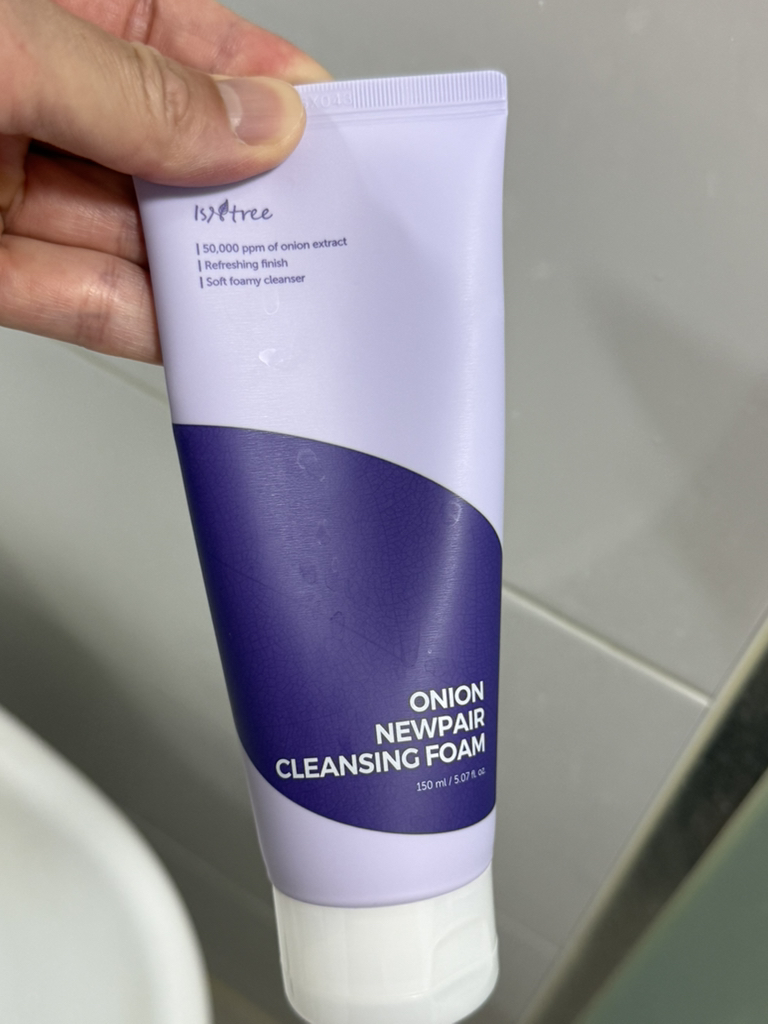 IsNtree
50,000 ppm of onion extract
Refreshing finish
Soft foamy cleanser
ONION
NEWPAIR
CLEANSING FOAM
150 ml / 5.07 fl. oz.